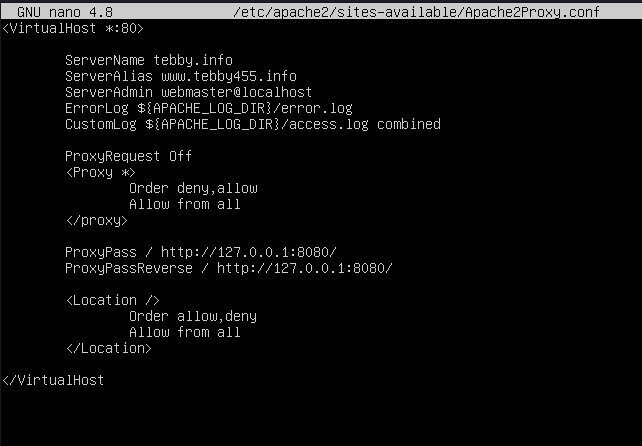 GNU nano 4.8 /etc/apache2/sites-available/Apache2Proxy.conf
<VirtualHost *:80>
ServerName tebby.info
ServerAlias www.tebby455.info
ServerAdmin webmaster@localhost
ErrorLog ${APACHE_LOG_DIR}/error.log
CustomLog ${APACHE_LOG_DIR}/access.log combined
ProxyRequest Off
<Proxy *>
Order deny,allow
Allow from all
</proxy>
ProxyPass / http://127.0.0.1:8080/
ProxyPassReverse / http://127.0.0.1:8080/
<Location />
Order allow,deny
Allow from all
</Location>
</VirtualHost